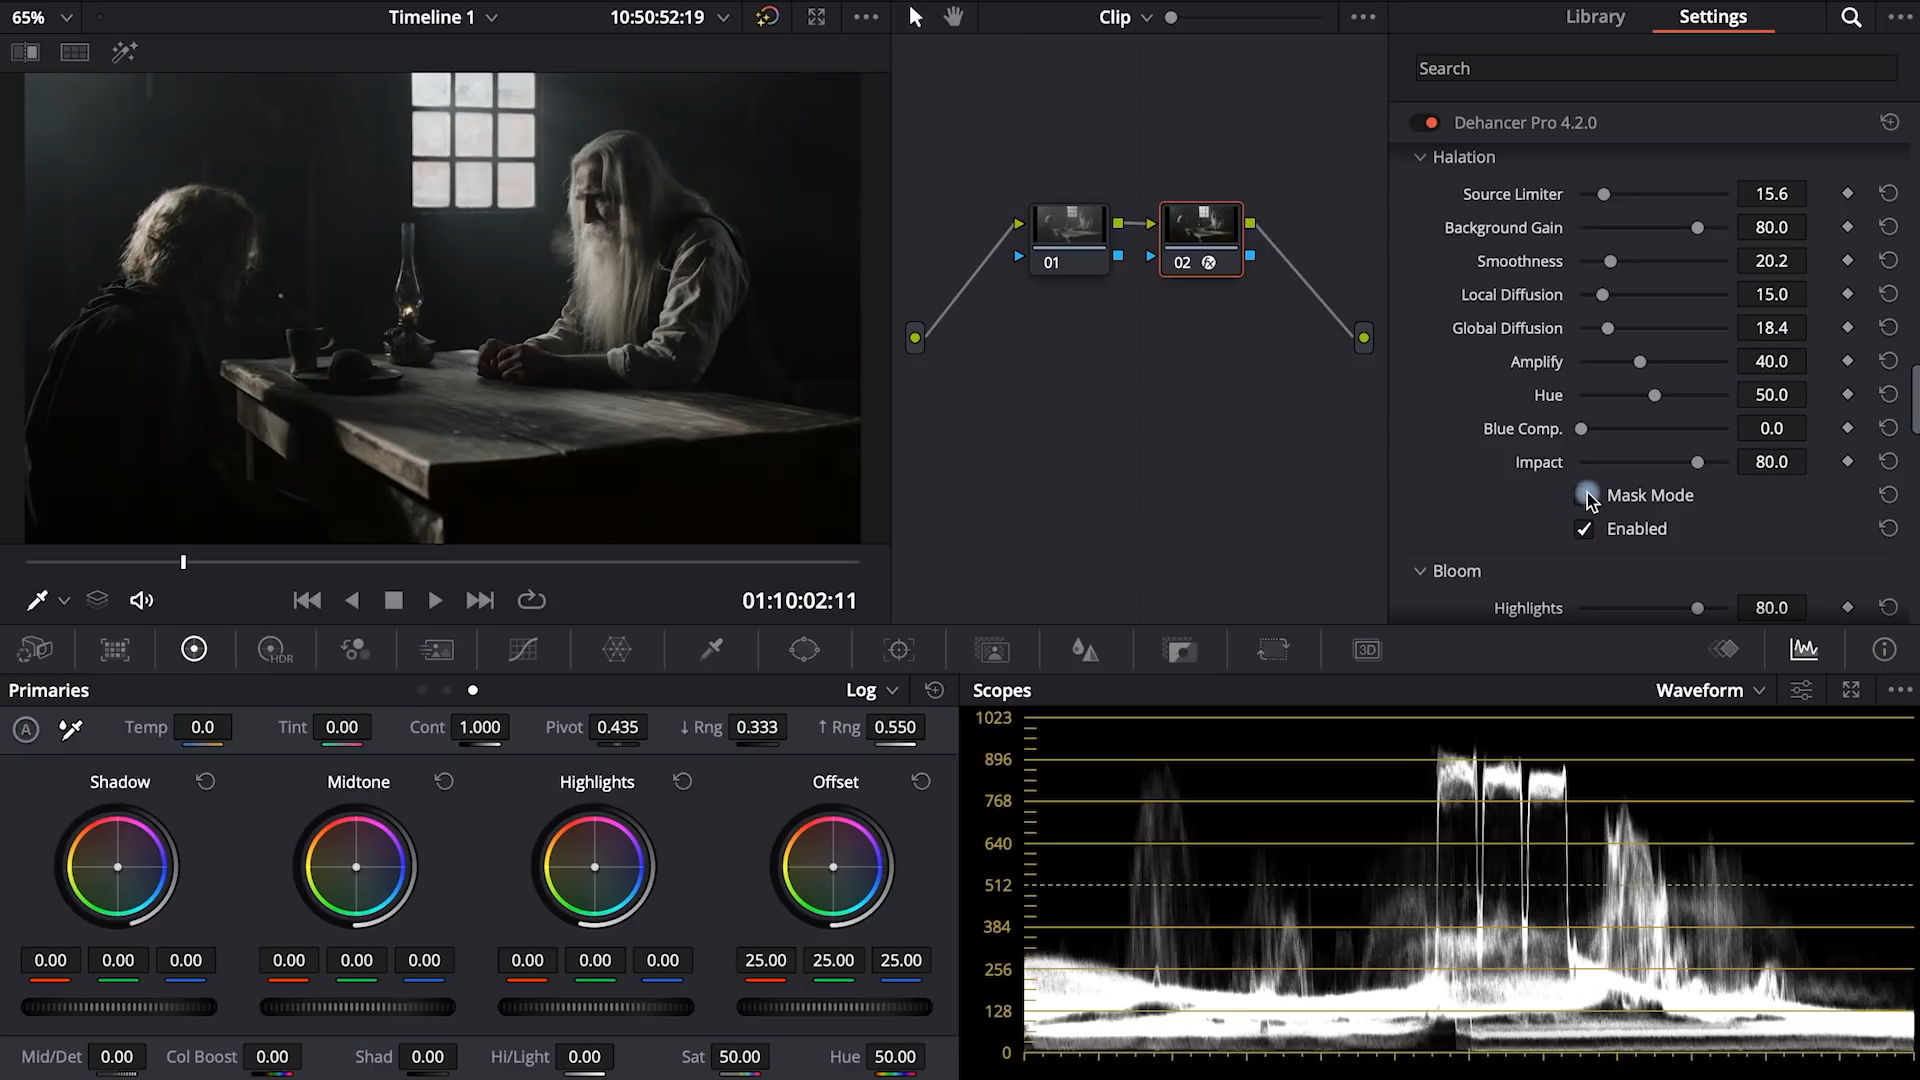 65% Timeline 1 10:50:52:19 Clip Library Settings
Search
Dehancer Pro 4.2.0
Halation
Source Limiter 15.6
Background Gain 80.0
Smoothness 20.2
Local Diffusion 15.0
Global Diffusion 18.4
Amplify 40.0
Hue 50.0
Blue Comp. 0.0
Impact 80.0
Mask Mode
Enabled
Bloom
Highlights 80.0
01
02
01:10:02:11
HDR
3D
Primaries Log
Temp 0.0 Tint 0.00 Cont 1.000 Pivot 0.435 ↓ Rng 0.333 ↑ Rng 0.550
A
Shadow Midtone Highlights Offset
0.00 0.00 0.00 0.00 0.00 0.00 0.00 0.00 0.00 25.00 25.00 25.00
Mid/Det 0.00 Col Boost 0.00 Shad 0.00 Hi/Light 0.00 Sat 50.00 Hue 50.00
Scopes Waveform
1023
896
768
640
512
384
256
128
0